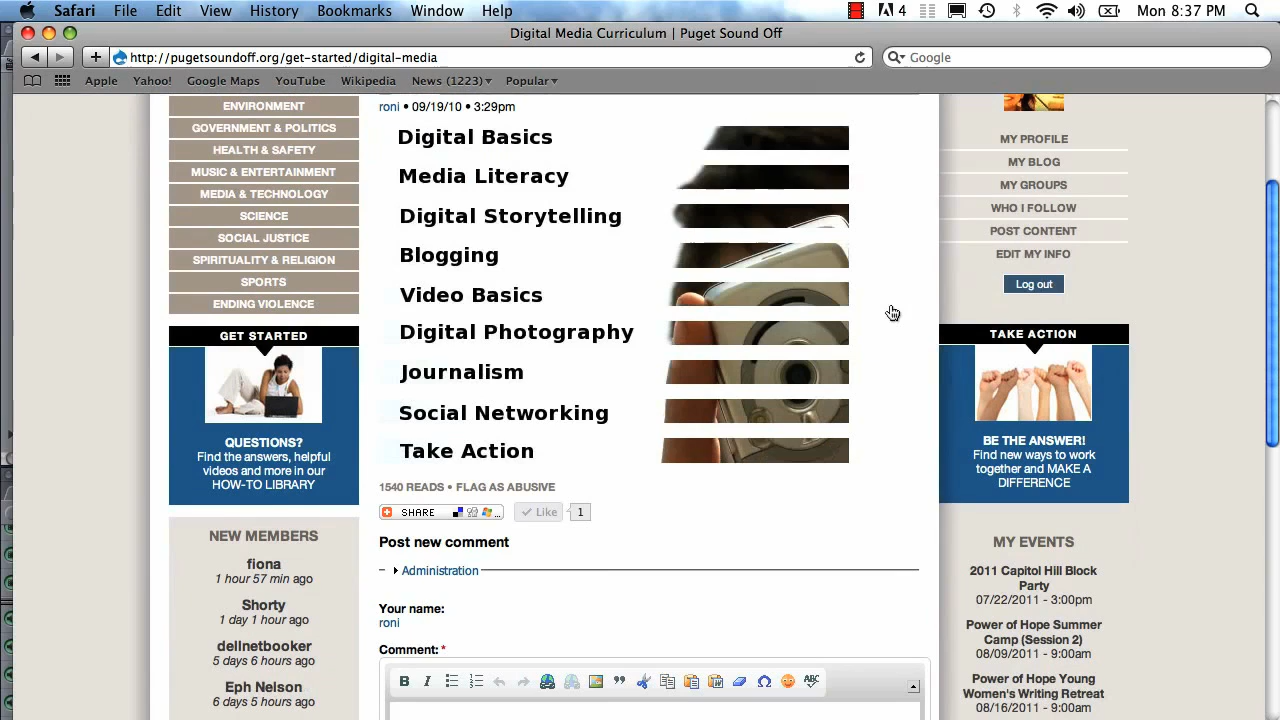 Safari File Edit View History Bookmarks Window Help 4 Mon 8:37 PM
Digital Media Curriculum | Puget Sound Off
http://pugetsoundoff.org/get-started/digital-media
Google
Apple Yahoo! Google Maps YouTube Wikipedia News (1223) Popular
ENVIRONMENT
GOVERNMENT & POLITICS
HEALTH & SAFETY
MUSIC & ENTERTAINMENT
MEDIA & TECHNOLOGY
SCIENCE
SOCIAL JUSTICE
SPIRITUALITY & RELIGION
SPORTS
ENDING VIOLENCE
GET STARTED
QUESTIONS?
Find the answers, helpful
videos and more in our
HOW-TO LIBRARY
NEW MEMBERS
fiona
1 hour 57 min ago
Shorty
1 day 1 hour ago
dellnetbooker
5 days 6 hours ago
Eph Nelson
6 days 5 hours ago
roni • 09/19/10 • 3:29pm
Digital Basics
Media Literacy
Digital Storytelling
Blogging
Video Basics
Digital Photography
Journalism
Social Networking
Take Action
1540 READS • FLAG AS ABUSIVE
SHARE ... Like 1
Post new comment
Administration
Your name:
roni
Comment: *
B I ABC
MY PROFILE
MY BLOG
MY GROUPS
WHO I FOLLOW
POST CONTENT
EDIT MY INFO
Log out
TAKE ACTION
BE THE ANSWER!
Find new ways to work
together and MAKE A
DIFFERENCE
MY EVENTS
2011 Capitol Hill Block
Party
07/22/2011 - 3:00pm
Power of Hope Summer
Camp (Session 2)
08/09/2011 - 9:00am
Power of Hope Young
Women's Writing Retreat
08/16/2011 - 9:00am